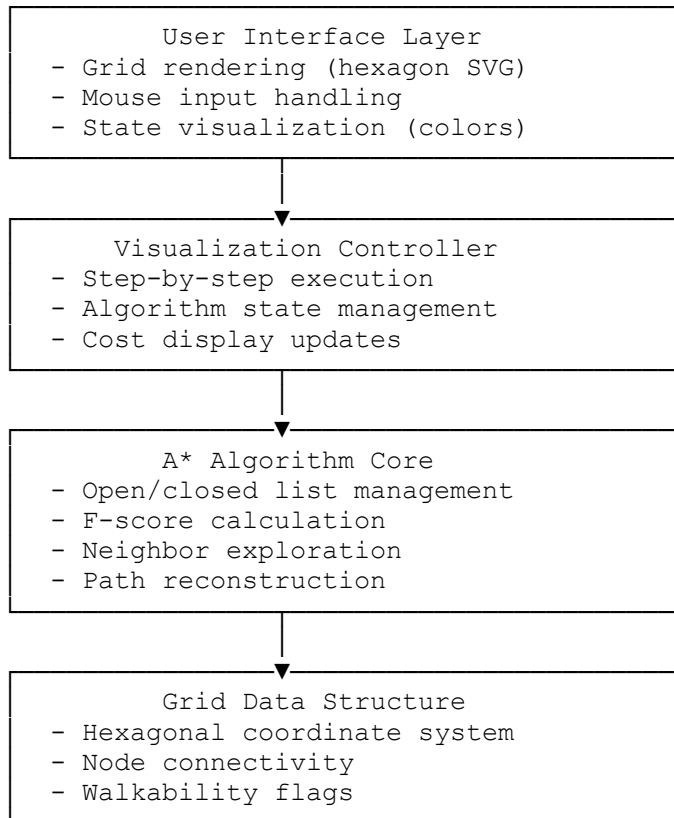 User Interface Layer
- Grid rendering (hexagon SVG)
- Mouse input handling
- State visualization (colors)
Visualization Controller
- Step-by-step execution
- Algorithm state management
- Cost display updates
A* Algorithm Core
- Open/closed list management
- F-score calculation
- Neighbor exploration
- Path reconstruction
Grid Data Structure
- Hexagonal coordinate system
- Node connectivity
- Walkability flags